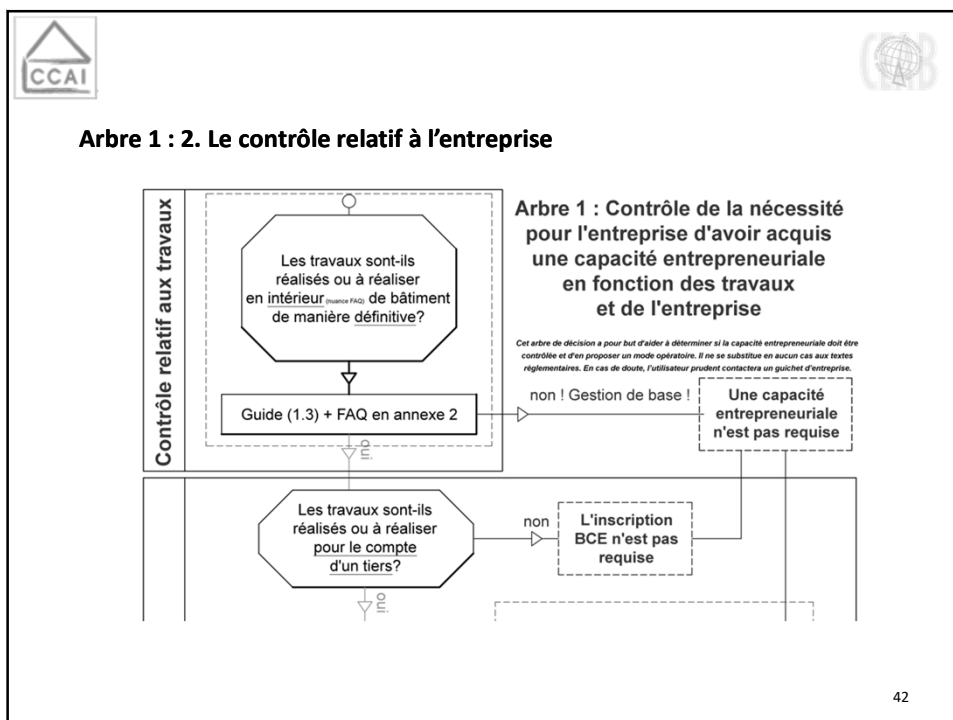 CCAI
Arbre 1 : 2. Le contrôle relatif à l’entreprise
Contrôle relatif aux travaux
Les travaux sont-ils
réalisés ou à réaliser
en intérieur (nuance FAQ) de bâtiment
de manière définitive?
Guide (1.3) + FAQ en annexe 2
oui
non ! Gestion de base !
Arbre 1 : Contrôle de la nécessité
pour l'entreprise d'avoir acquis
une capacité entrepreneuriale
en fonction des travaux
et de l'entreprise
Cet arbre de décision a pour but d'aider à déterminer si la capacité entrepreneuriale doit être
contrôlée et d'en proposer un mode opératoire. Il ne se substitue en aucun cas aux textes
réglementaires. En cas de doute, l'utilisateur prudent contactera un guichet d'entreprise.
Une capacité
entrepreneuriale
n'est pas requise
Les travaux sont-ils
réalisés ou à réaliser
pour le compte
d'un tiers?
non
L'inscription
BCE n'est pas
requise
oui
42